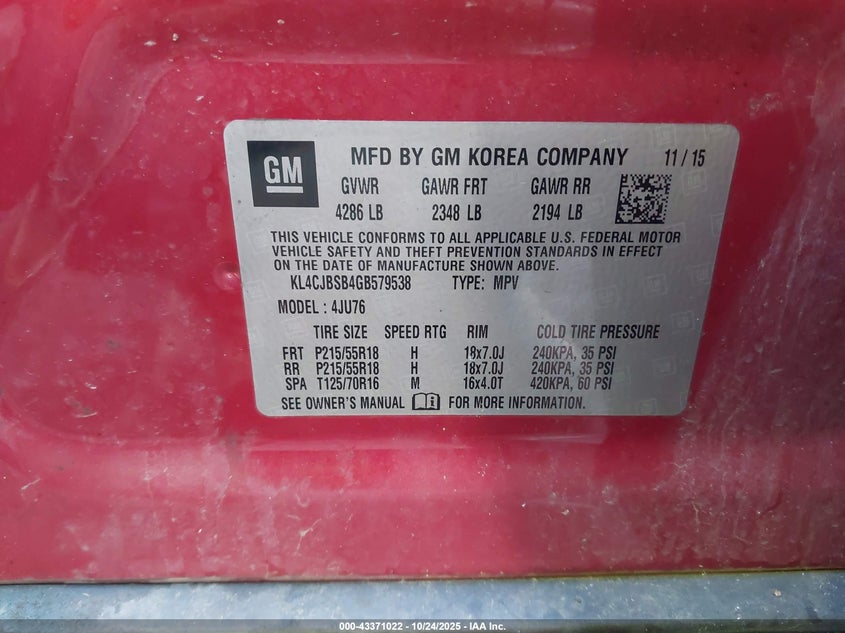 GM MFD BY GM KOREA COMPANY 11 / 15
GVWR GAWR FRT GAWR RR
4286 LB 2348 LB 2194 LB
THIS VEHICLE CONFORMS TO ALL APPLICABLE U.S. FEDERAL MOTOR
VEHICLE SAFETY AND THEFT PREVENTION STANDARDS IN EFFECT
ON THE DATE OF MANUFACTURE SHOWN ABOVE.
KL4CJBSB4GB579538 TYPE: MPV
MODEL : 4JU76
TIRE SIZE SPEED RTG RIM COLD TIRE PRESSURE
FRT P215/55R18 H 18x7.0J 240KPA, 35 PSI
RR P215/55R18 H 18x7.0J 240KPA, 35 PSI
SPA T125/70R16 M 16x4.0T 420KPA, 60 PSI
SEE OWNER'S MANUAL FOR MORE INFORMATION.
000-43371022 - 10/24/2025 - IAA Inc.